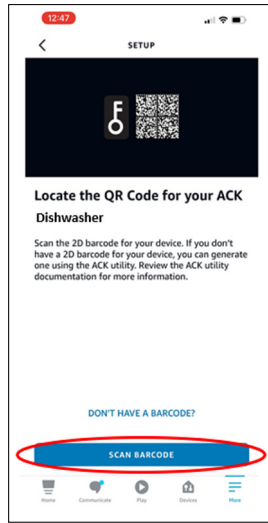 12:47
SETUP
Locate the QR Code for your ACK
Dishwasher
Scan the 2D barcode for your device. If you don't
have a 2D barcode for your device, you can generate
one using the ACK utility. Review the ACK utility
documentation for more information.
DON'T HAVE A BARCODE?
SCAN BARCODE
Home Communicate Play Devices More